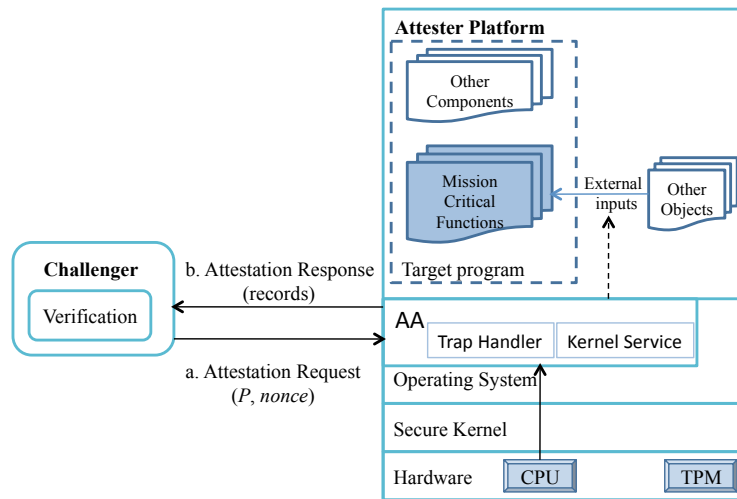 Attester Platform
Other
Components
Mission
Critical
Functions
External
inputs
Other
Objects
Target program
Challenger
Verification
b. Attestation Response
(records)
a. Attestation Request
(P, nonce)
AA
Trap Handler
Kernel Service
Operating System
Secure Kernel
Hardware
CPU
TPM